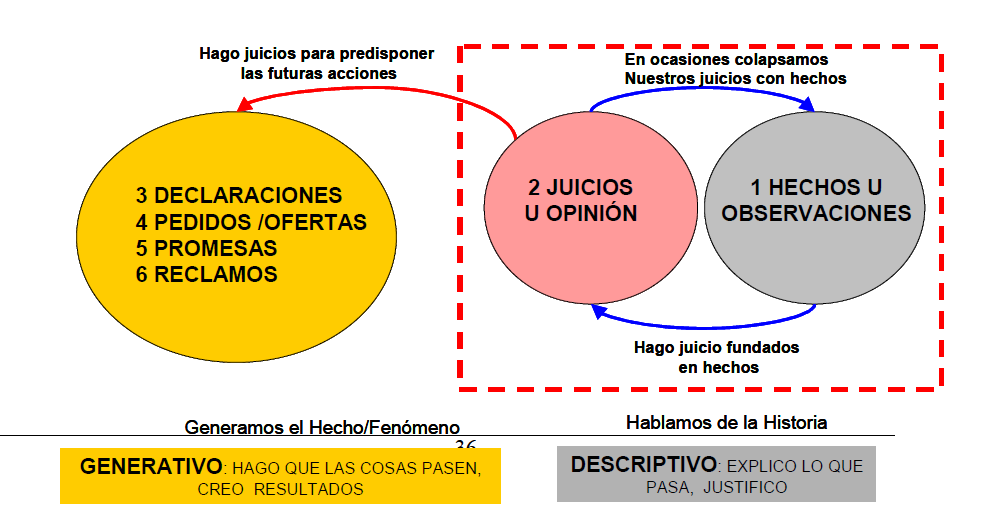 Hago juicios para predisponer
las futuras acciones
En ocasiones colapsamos
Nuestros juicios con hechos
3 DECLARACIONES
4 PEDIDOS /OFERTAS
5 PROMESAS
6 RECLAMOS
2 JUICIOS
U OPINIÓN
1 HECHOS U
OBSERVACIONES
Hago juicio fundados
en hechos
Generamos el Hecho/Fenómeno
Hablamos de la Historia
36
GENERATIVO: HAGO QUE LAS COSAS PASEN,
CREO RESULTADOS
DESCRIPTIVO: EXPLICO LO QUE
PASA, JUSTIFICO